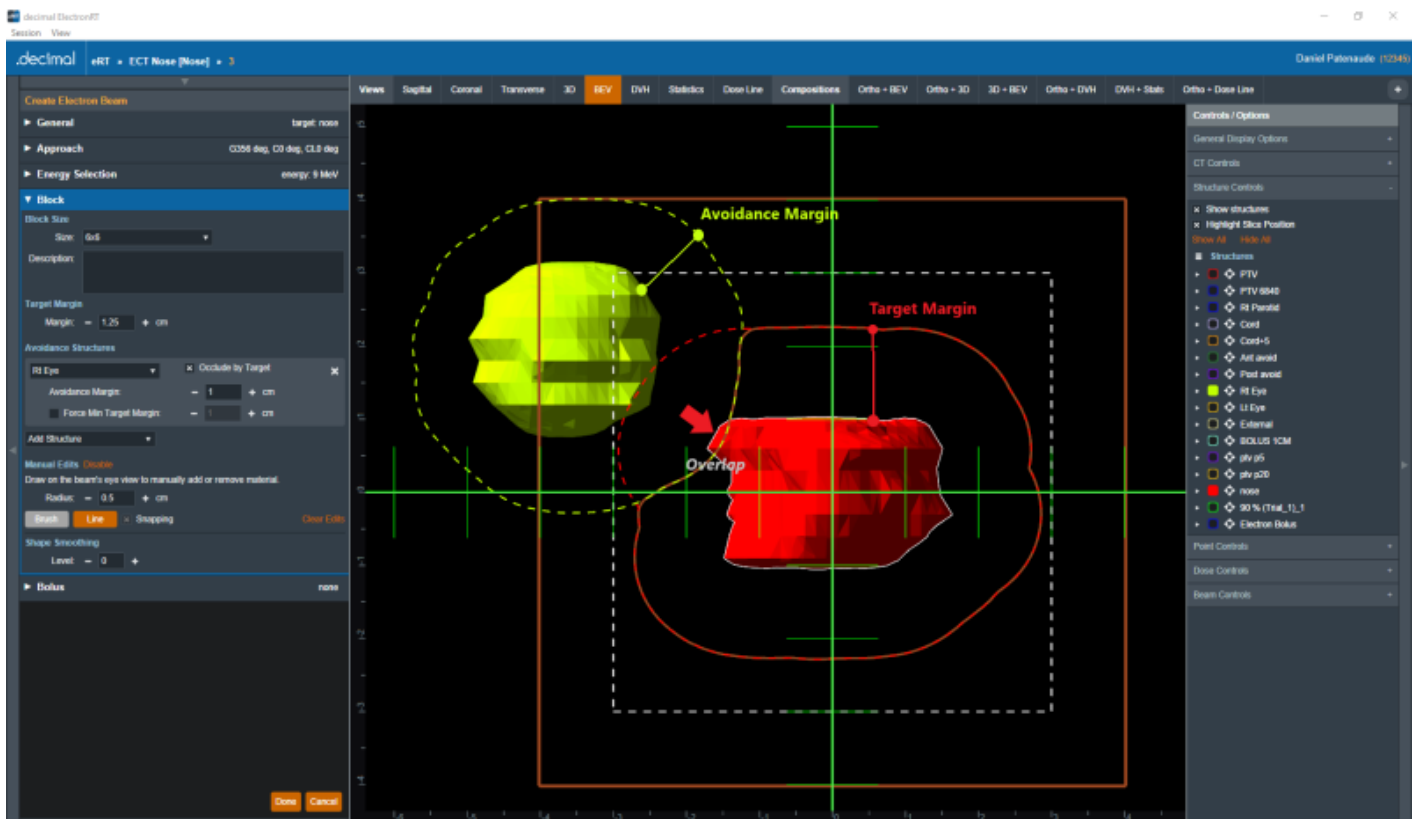 decimal ElectronRT
Session View
.decimal eRT » ECT Nose [Nose] » 3
Daniel Patenaude (12345)
Create Electron Beam
General target: nose
Approach G356 deg, C0 deg, CL0 deg
Energy Selection energy: 9 MeV
Block
Block Size
Size: 6x6
Description:
Target Margin
Margin: − 1.25 + cm
Avoidance Structures
Rt Eye x Occlude by Target ×
Avoidance Margin: − 1 + cm
Force Min Target Margin: − 1 + cm
Add Structure
Manual Edits Disable
Draw on the beam's eye view to manually add or remove material.
Radius: − 0.5 + cm
Brush Line Snapping Clear Edits
Shape Smoothing
Level: − 0 +
Bolus none
Done Cancel
Views Sagittal Coronal Transverse 3D BEV DVH Statistics Dose Line Compositions Ortho + BEV Ortho + 3D 3D + BEV Ortho + DVH DVH + Stats Ortho + Dose Line +
Avoidance Margin
Target Margin
Overlap
Controls / Options
General Display Options +
CT Controls +
Structure Controls -
x Show structures
x Highlight Slice Position
Show All Hide All
Structures
PTV
PTV 6840
Rt Parotid
Cord
Cord+5
Ant avoid
Post avoid
Rt Eye
Lt Eye
External
BOLUS 1CM
ptv p5
ptv p20
nose
90 % (Trial_1)_1
Electron Bolus
Point Controls +
Dose Controls +
Beam Controls +